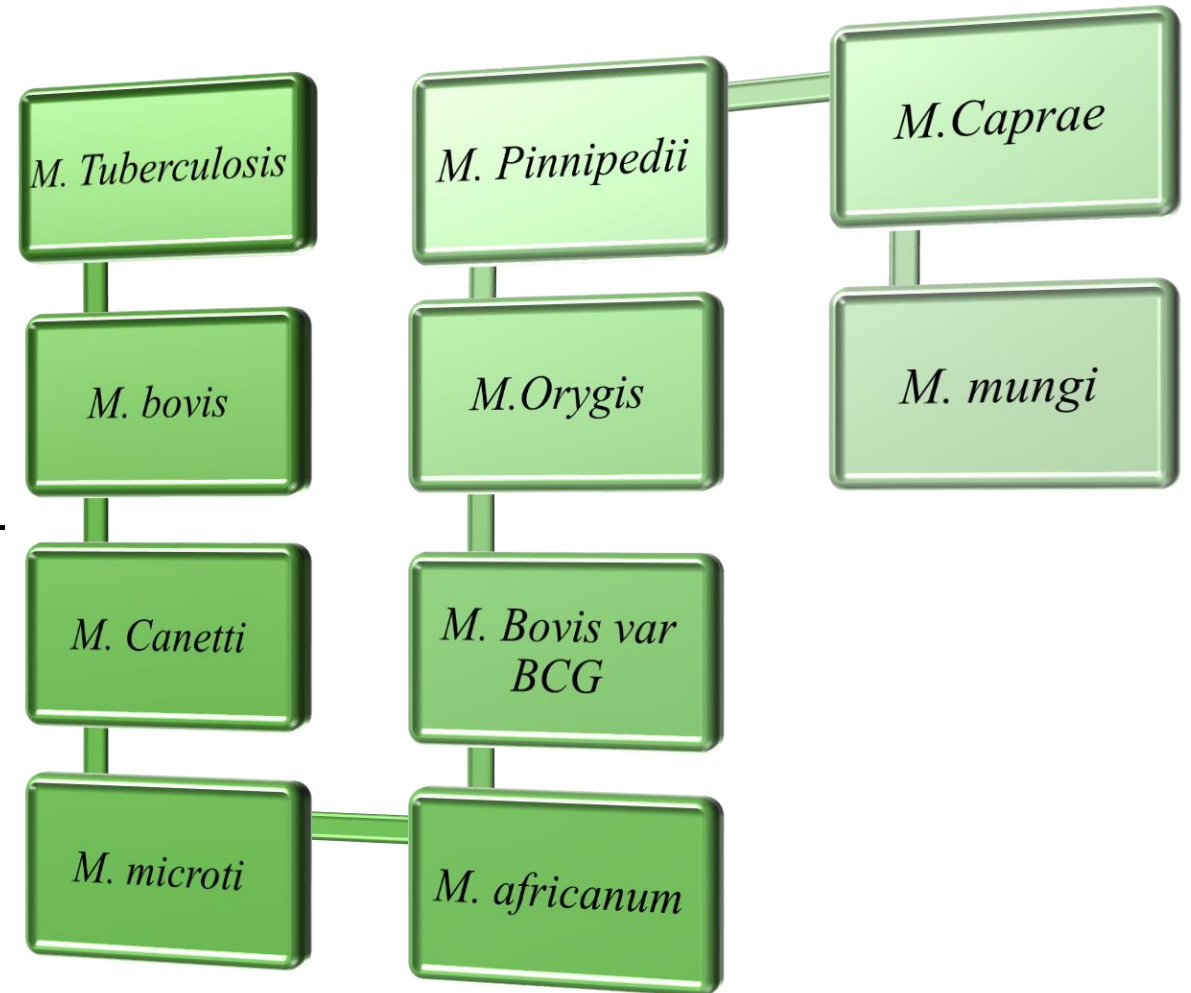 M. Tuberculosis
M. bovis
M. Canetti
M. microti
M. africanum
M. Bovis var
BCG
M.Orygis
M. Pinnipedii
M.Caprae
M. mungi